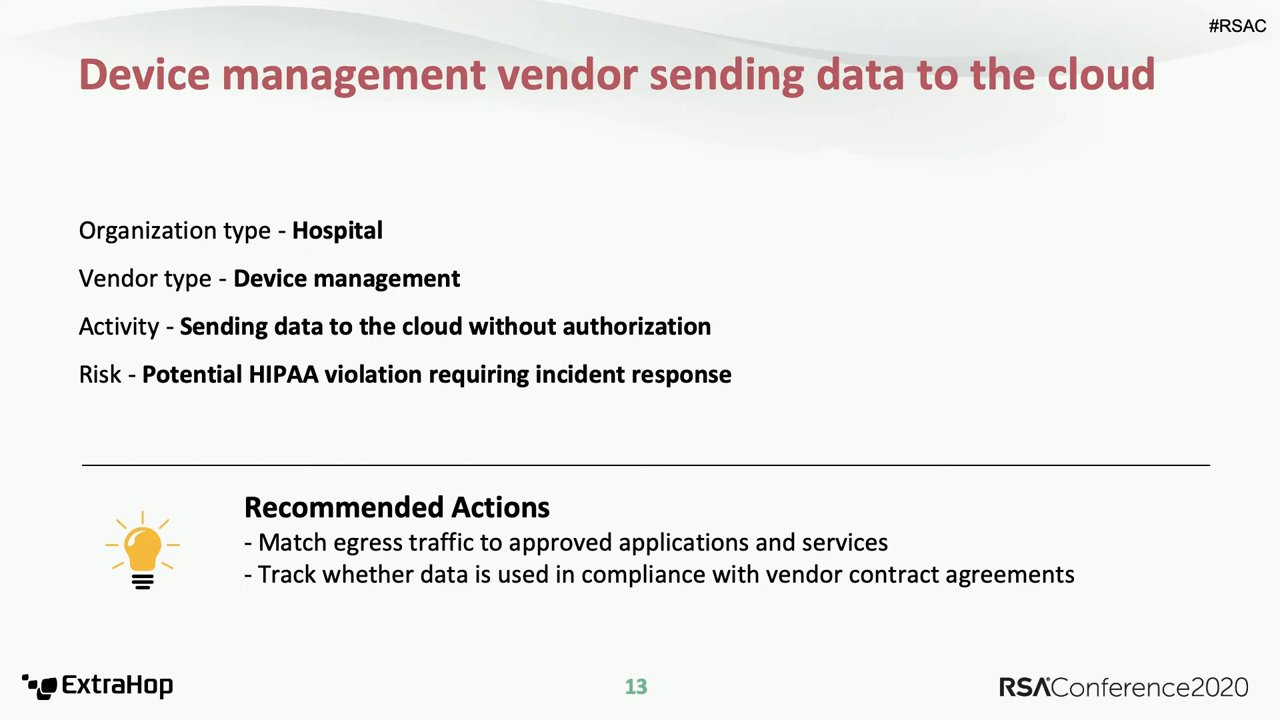 #RSAC
Device management vendor sending data to the cloud
Organization type - Hospital
Vendor type - Device management
Activity - Sending data to the cloud without authorization
Risk - Potential HIPAA violation requiring incident response
Recommended Actions
- Match egress traffic to approved applications and services
- Track whether data is used in compliance with vendor contract agreements
ExtraHop
13
RSAConference2020